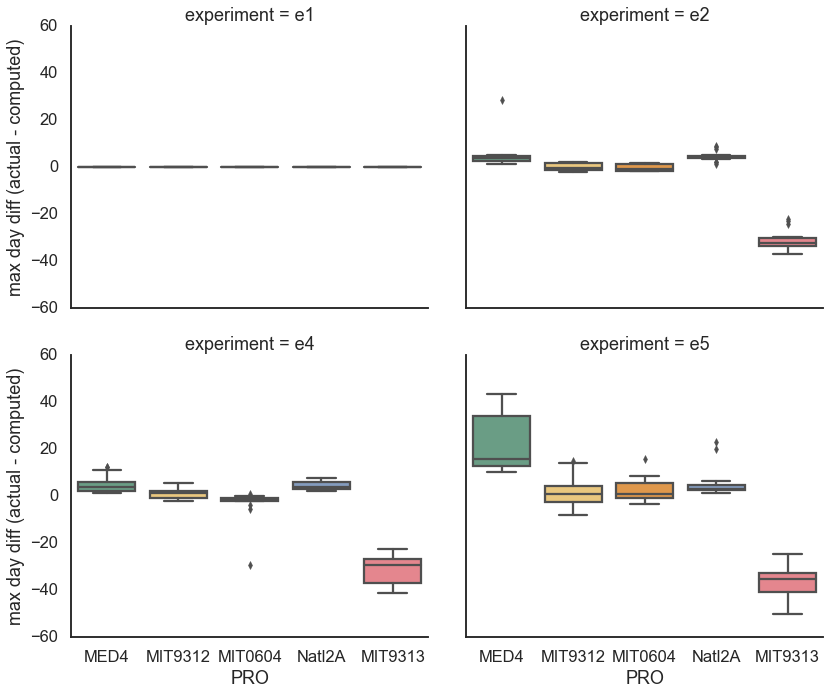 experiment = e1
experiment = e2
60
40
20
0
−20
−40
−60
max day diff (actual - computed)
experiment = e4
experiment = e5
60
40
20
0
−20
−40
−60
max day diff (actual - computed)
MED4 MIT9312 MIT0604 Natl2A MIT9313
MED4 MIT9312 MIT0604 Natl2A MIT9313
PRO
PRO